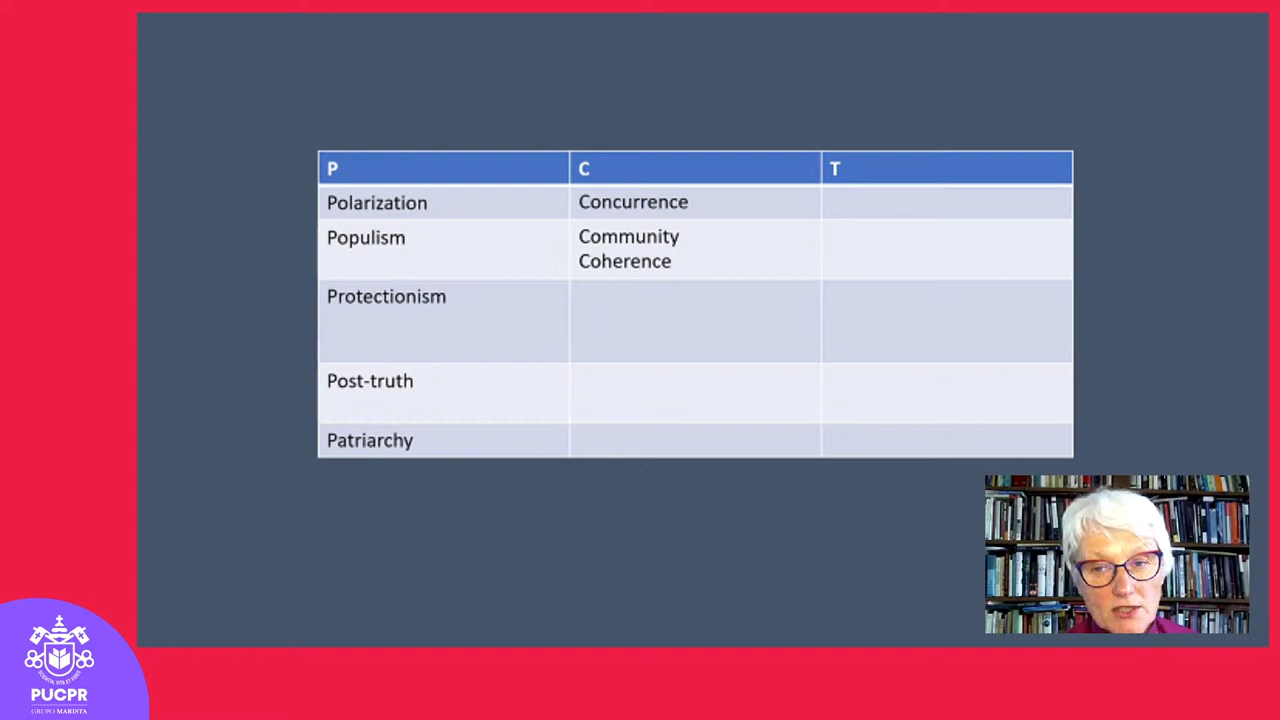 P C T
Polarization Concurrence
Populism Community
Coherence
Protectionism
Post-truth
Patriarchy
PUCPR
GRUPO MARISTA